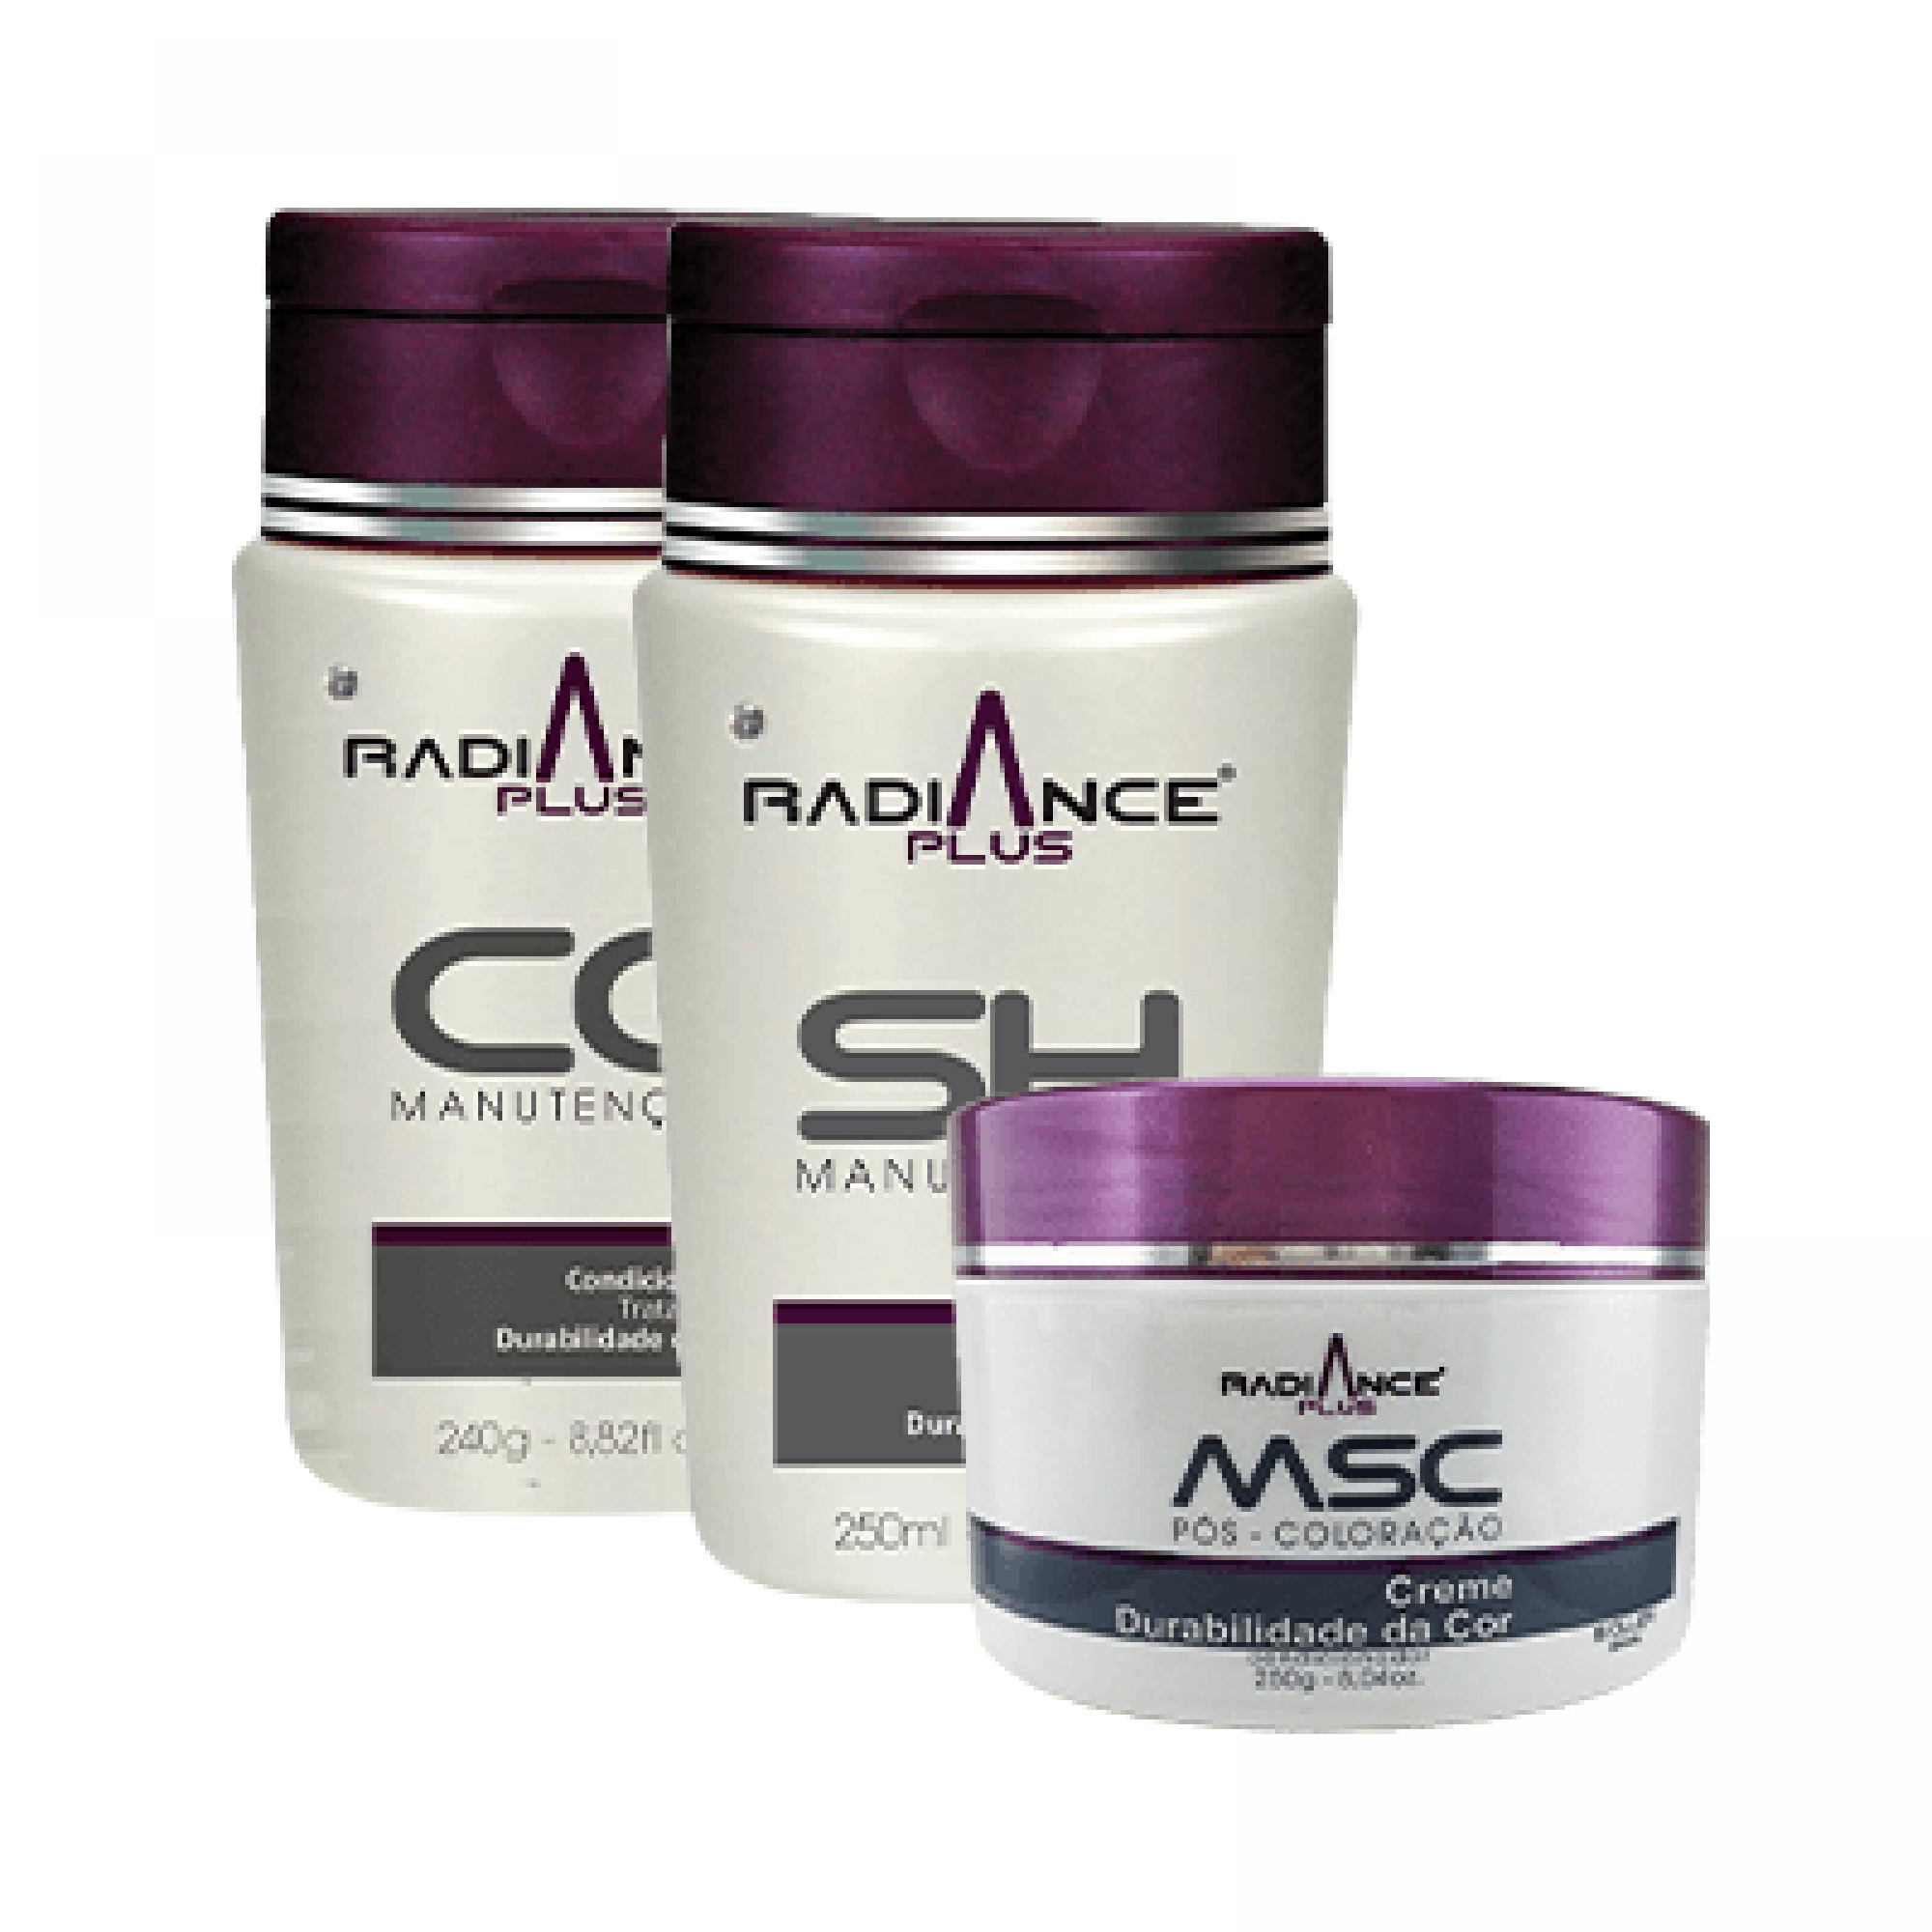 RADIAN
PLUS
CO
MANUTENÇ
Condicio
Trata
Durabilidade
240g - 8,82fl
RADIANCE®
PLUS
SH
MANU
Dur
250ml
RADIANCE
PLUS
MSC
PÓS - COLORAÇÃO
Creme
Durabilidade da Cor